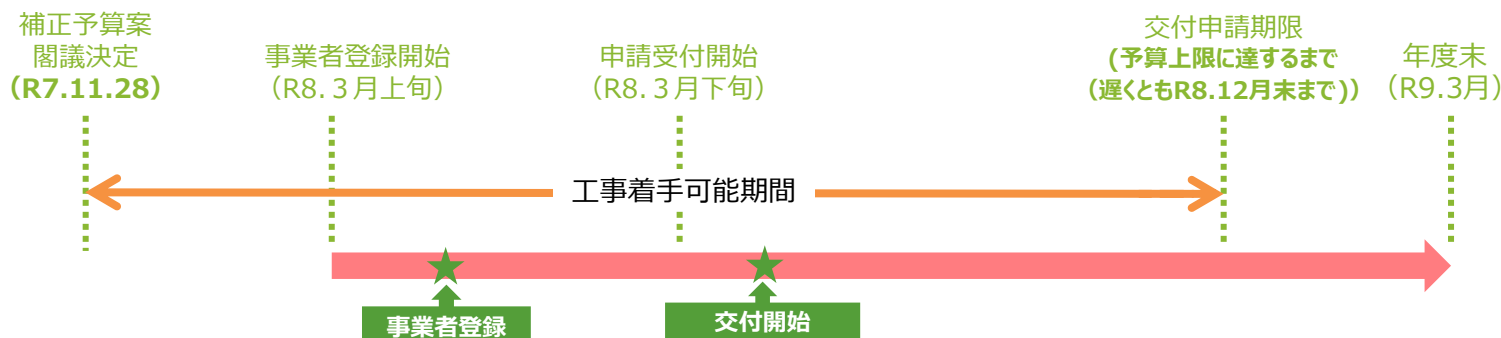 補正予算案
閣議決定
（R7.11.28）
事業者登録開始
（R8.３月上旬）
申請受付開始
（R8.３月下旬）
交付申請期限
(予算上限に達するまで
（遅くともR8.12月末まで)）
年度末
（R9.3月）
工事着手可能期間
事業者登録
交付開始